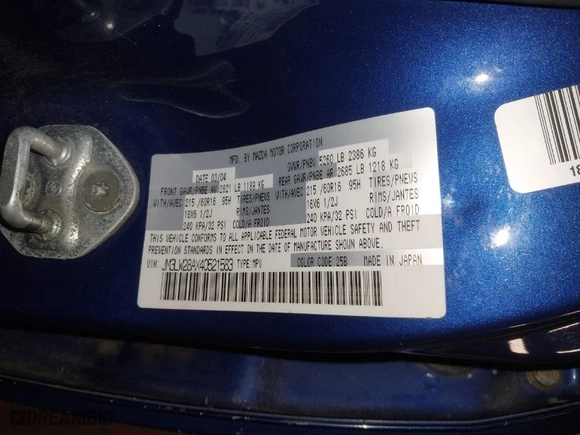 MFD. BY MAZDA MOTOR CORPORATION
DATE 03/04 GVWR/PNBV 5260 LB 2386 KG
FRONT GAWR/PNBE AV 2621 LB 1189 KG REAR GAWR/PNBE AR 2685 LB 1218 KG
WITH/AVEC 215 /60R16 95H TIRES/PNEUS WITH/AVEC 215 /60R16 95H TIRES/PNEUS
16X6 1/2J RIMS/JANTES 16X6 1/2J RIMS/JANTES
240 KPA/32 PSI COLD/A FROID 240 KPA/32 PSI COLD/A FROID
THIS VEHICLE CONFORMS TO ALL APPLICABLE FEDERAL MOTOR VEHICLE SAFETY AND THEFT
PREVENTION STANDARDS IN EFFECT ON THE DATE OF MANUFACTURE SHOWN ABOVE.
VIN: JM3LW28AX40521583 TYPE:MPV COLOR CODE 25B MADE IN JAPAN
18
DREAMBID